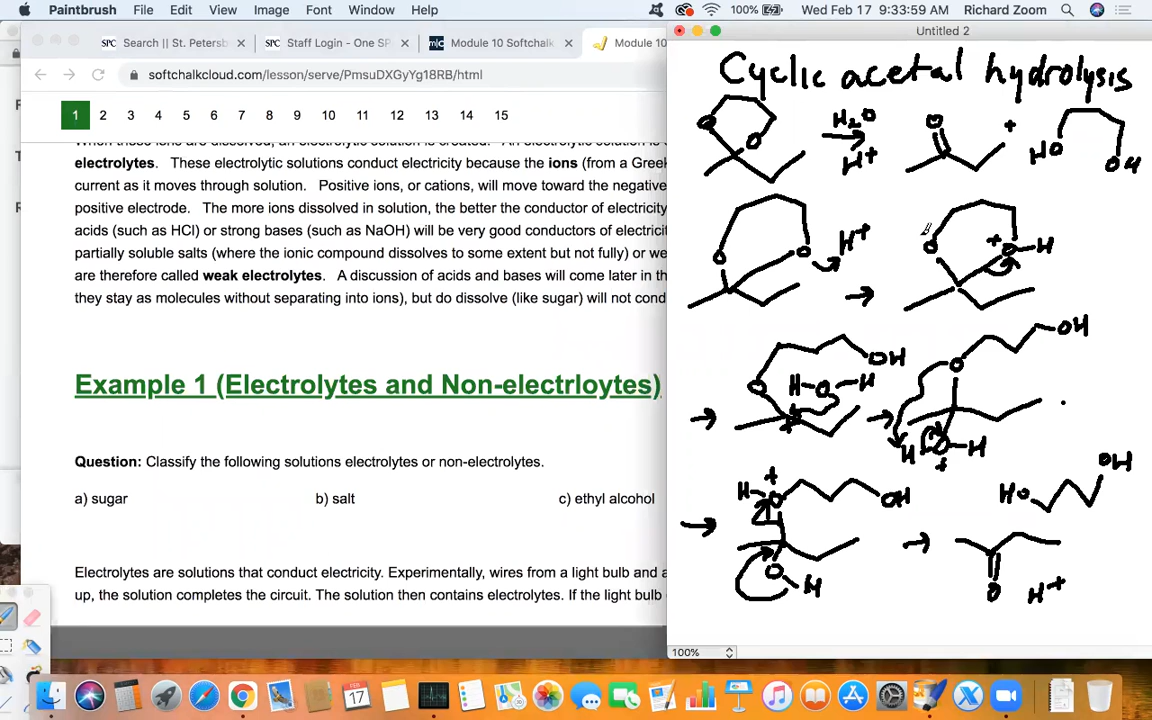 Paintbrush File Edit View Image Font Window Help 100% Wed Feb 17 9:33:59 AM Richard Zoom
Search || St. Petersb × Staff Login - One SP × Module 10 Softchalk × Module 10
softchalkcloud.com/lesson/serve/PmsuDXGyYg18RB/html
1 2 3 4 5 6 7 8 9 10 11 12 13 14 15
electrolytes. These electrolytic solutions conduct electricity because the ions (from a Greek
current as it moves through solution. Positive ions, or cations, will move toward the negative
positive electrode. The more ions dissolved in solution, the better the conductor of electricity
acids (such as HCl) or strong bases (such as NaOH) will be very good conductors of electricity
partially soluble salts (where the ionic compound dissolves to some extent but not fully) or we
are therefore called weak electrolytes. A discussion of acids and bases will come later in th
they stay as molecules without separating into ions), but do dissolve (like sugar) will not cond
Example 1 (Electrolytes and Non-electrloytes)
Question: Classify the following solutions electrolytes or non-electrolytes.
a) sugar b) salt c) ethyl alcohol
Electrolytes are solutions that conduct electricity. Experimentally, wires from a light bulb and a
up, the solution completes the circuit. The solution then contains electrolytes. If the light bulb
Untitled 2
Cyclic acetal hydrolysis
O O H2O H+ O + HO OH
O O H+ O + O-H
O OH H-O-H + O OH H O-H +
H-O + OH O H HO OH O H+
100%
FEB 17